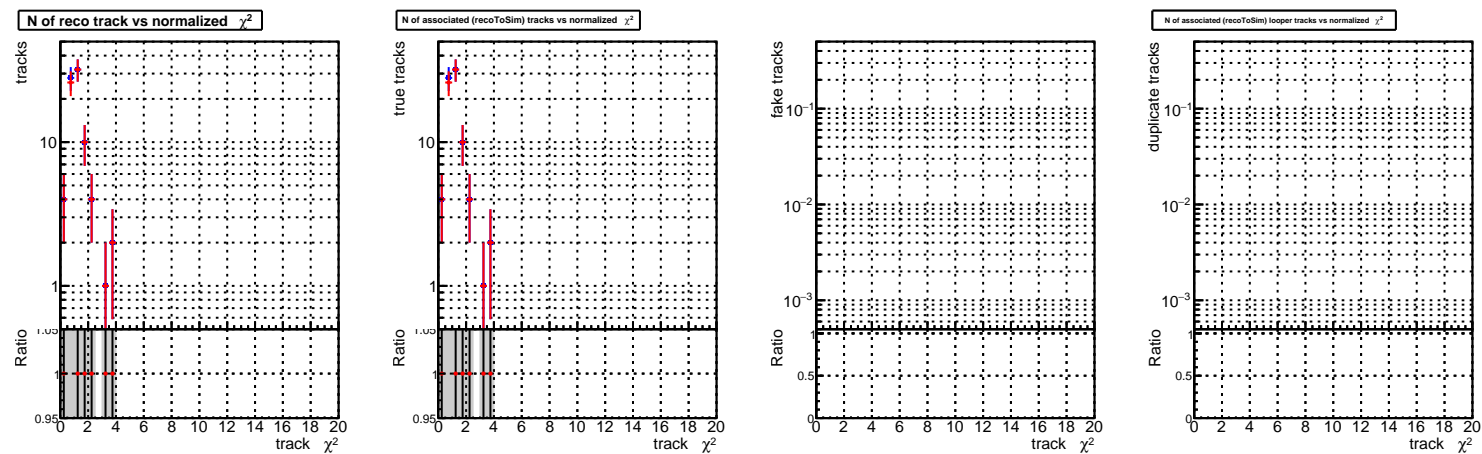 N of reco track vs normalized χ²
tracks
10
1
1.05
Ratio
1
0.95
0 2 4 6 8 10 12 14 16 18 20
track χ²
N of associated (recoToSim) tracks vs normalized χ²
true tracks
10
1
1.05
Ratio
1
0.95
0 2 4 6 8 10 12 14 16 18 20
track χ²
fake tracks
10⁻¹
10⁻²
10⁻³
Ratio
1
0.5
0
0 2 4 6 8 10 12 14 16 18 20
track χ²
N of associated (recoToSim) looper tracks vs normalized χ²
duplicate tracks
10⁻¹
10⁻²
10⁻³
Ratio
1
0.5
0
0 2 4 6 8 10 12 14 16 18 20
track χ²